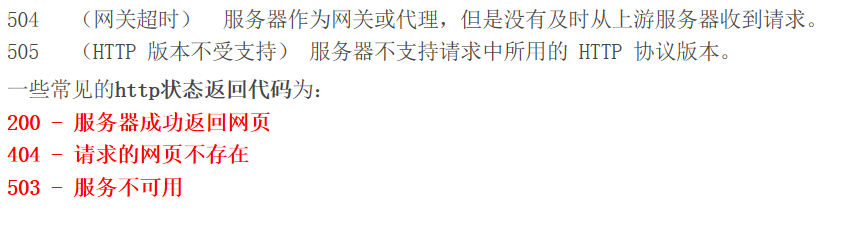 504 （网关超时） 服务器作为网关或代理，但是没有及时从上游服务器收到请求。
505 （HTTP 版本不受支持） 服务器不支持请求中所用的 HTTP 协议版本。
一些常见的http状态返回代码为：
200 - 服务器成功返回网页
404 - 请求的网页不存在
503 - 服务不可用